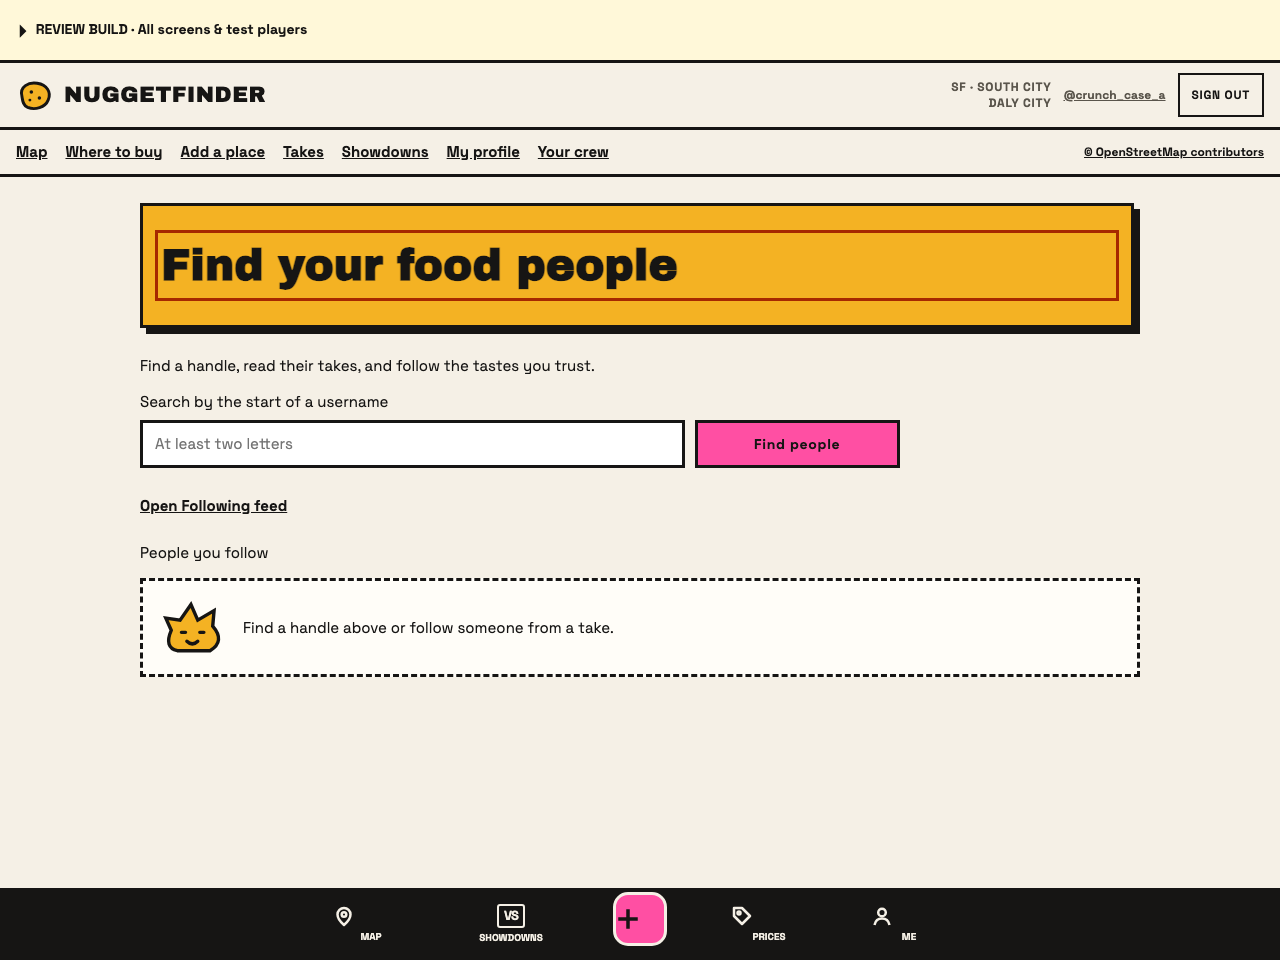 REVIEW BUILD · All screens & test players
NUGGETFINDER
SF · SOUTH CITY
DALY CITY
@crunch_case_a
SIGN OUT
Map
Where to buy
Add a place
Takes
Showdowns
My profile
Your crew
© OpenStreetMap contributors
Find your food people
Find a handle, read their takes, and follow the tastes you trust.
Search by the start of a username
At least two letters
Find people
Open Following feed
People you follow
Find a handle above or follow someone from a take.
MAP
VS
SHOWDOWNS
+
PRICES
ME